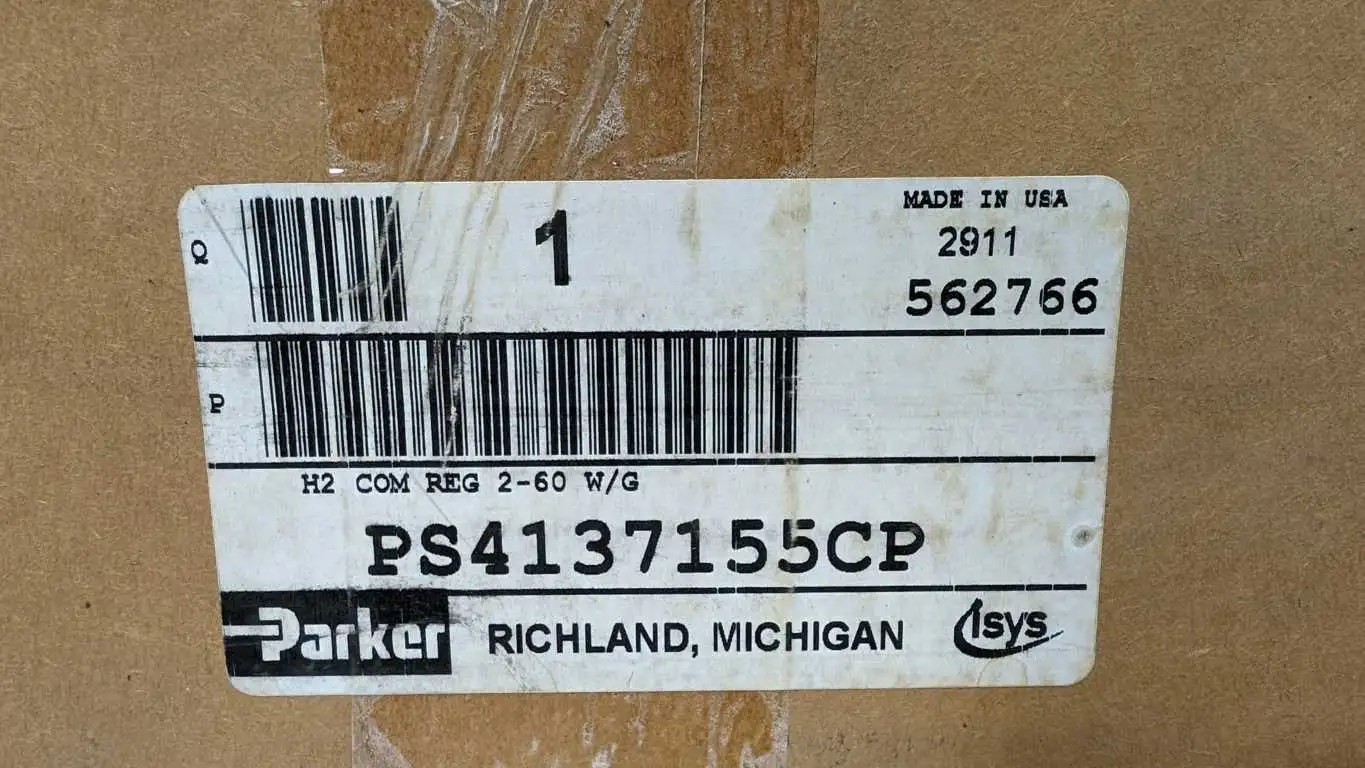 Q
1
MADE IN USA
2911
562766
P
H2 COM REG 2-60 W/G
PS4137155CP
Parker
RICHLAND, MICHIGAN
Isys